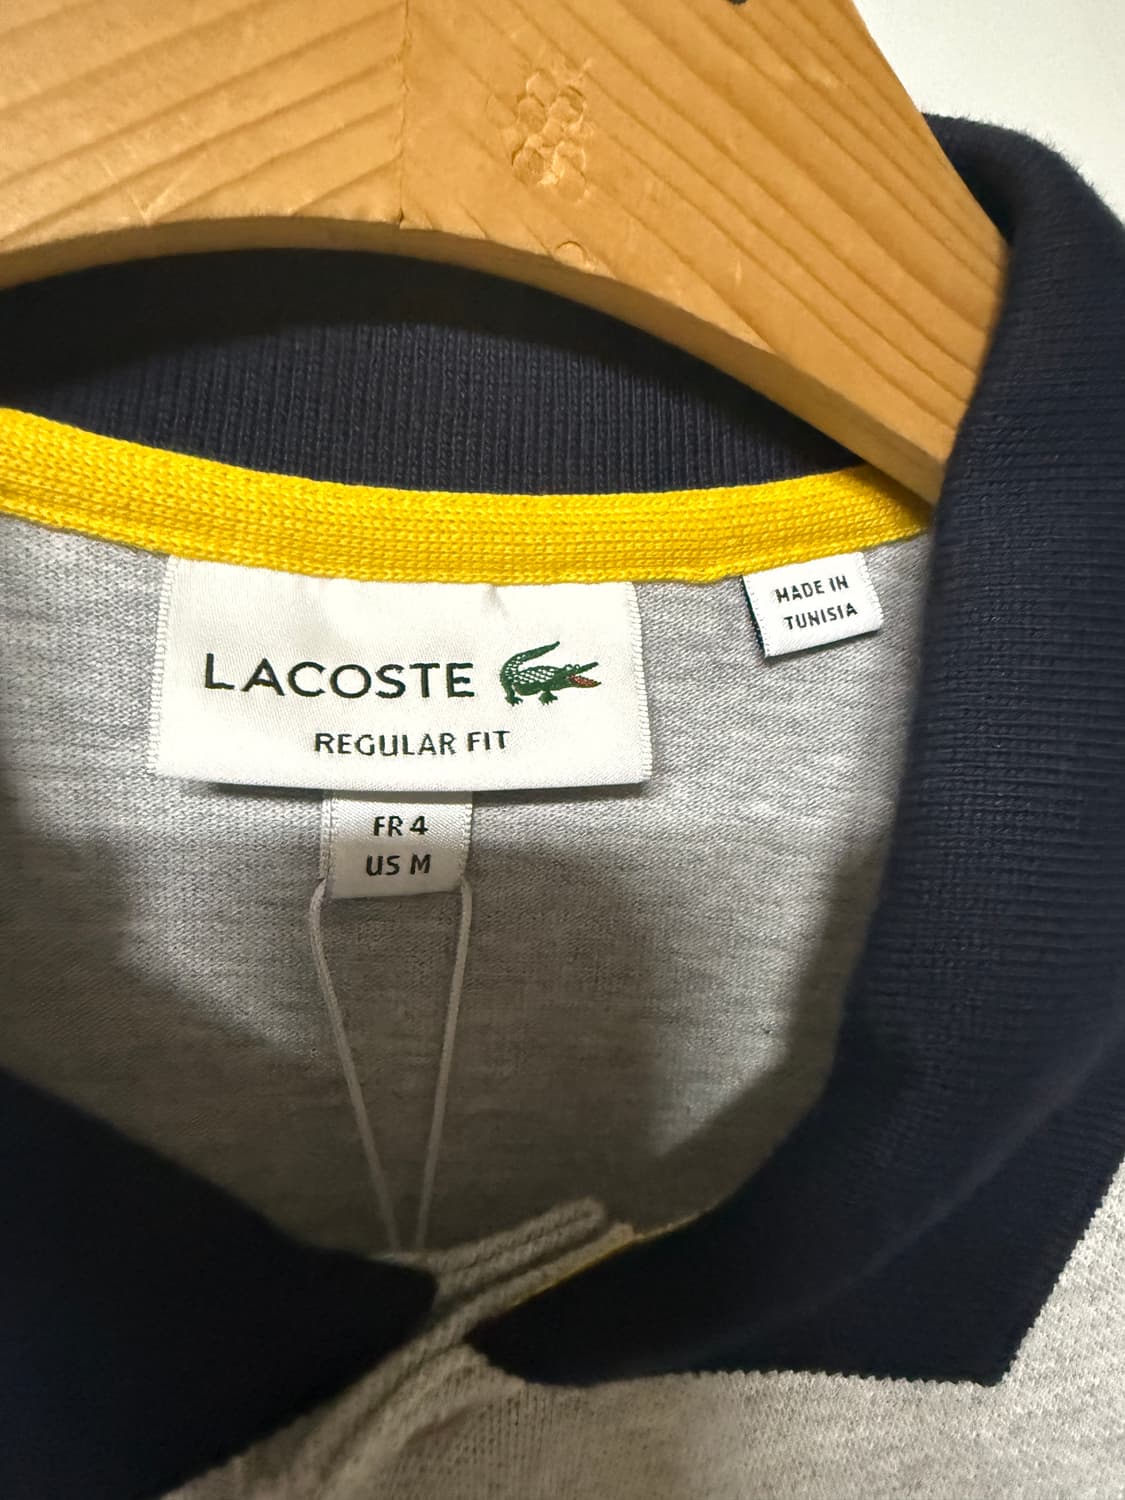 LACOSTE
REGULAR FIT
FR 4
US M
MADE IN
TUNISIA